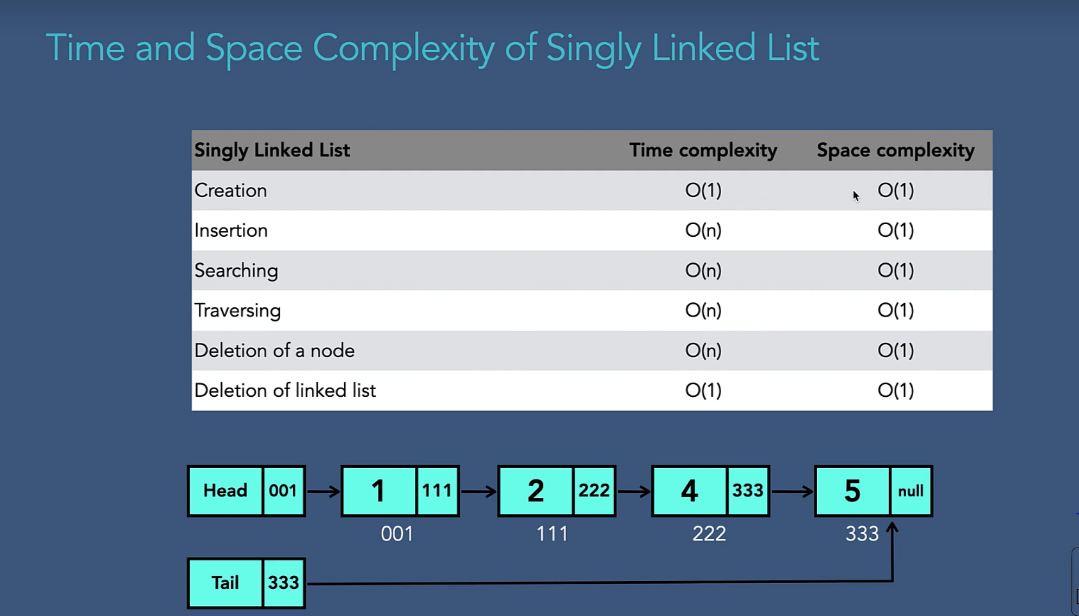 Time and Space Complexity of Singly Linked List
Singly Linked List Time complexity Space complexity
Creation O(1) O(1)
Insertion O(n) O(1)
Searching O(n) O(1)
Traversing O(n) O(1)
Deletion of a node O(n) O(1)
Deletion of linked list O(1) O(1)
Head 001 1 111 2 222 4 333 5 null
001 111 222 333
Tail 333